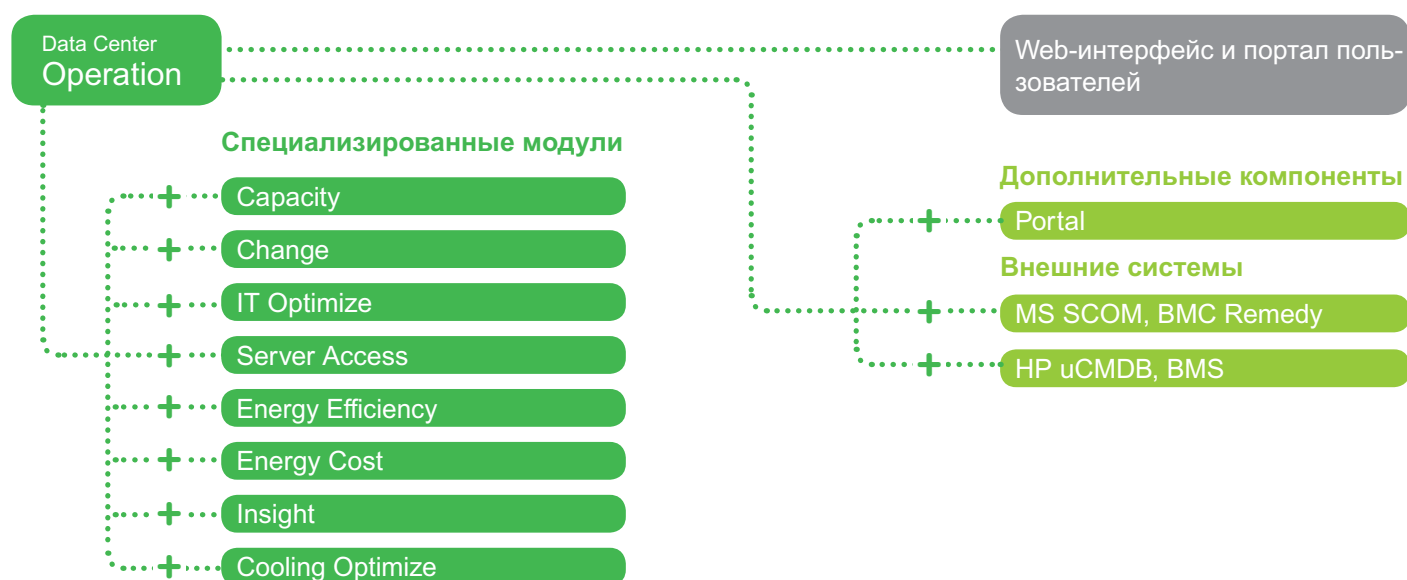 Data Center
Operation
Web-интерфейс и портал поль-
зователей
Специализированные модули
Capacity
Change
IT Optimize
Server Access
Energy Efficiency
Energy Cost
Insight
Cooling Optimize
Дополнительные компоненты
Portal
Внешние системы
MS SCOM, BMC Remedy
HP uCMDB, BMS